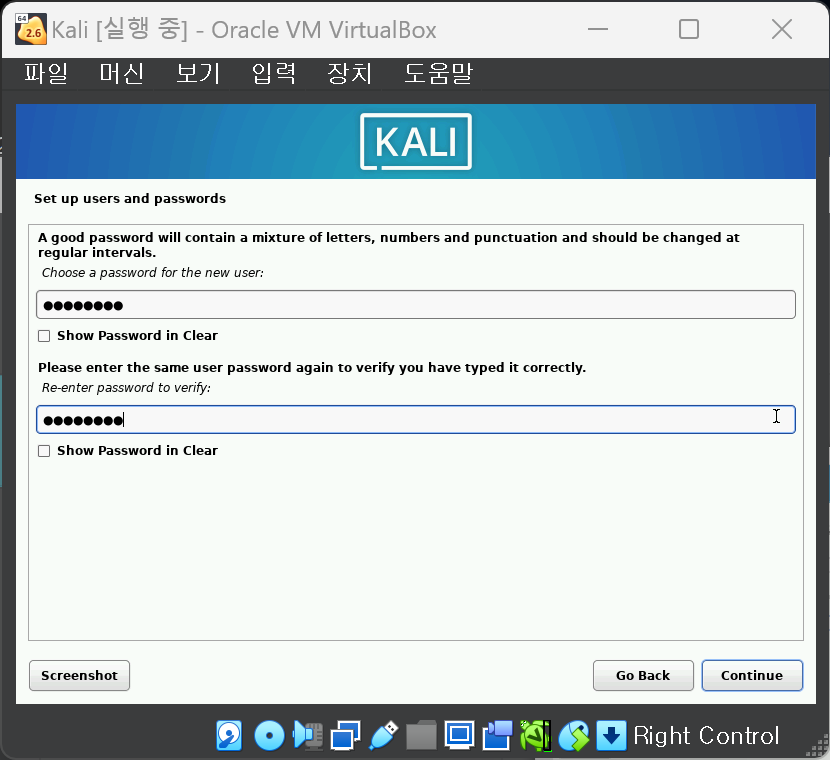 64
2.6
Kali [실행 중] - Oracle VM VirtualBox
파일 머신 보기 입력 장치 도움말
KALI
Set up users and passwords
A good password will contain a mixture of letters, numbers and punctuation and should be changed at
regular intervals.
Choose a password for the new user:
●●●●●●●●
Show Password in Clear
Please enter the same user password again to verify you have typed it correctly.
Re-enter password to verify:
●●●●●●●●
Show Password in Clear
Screenshot Go Back Continue
Right Control